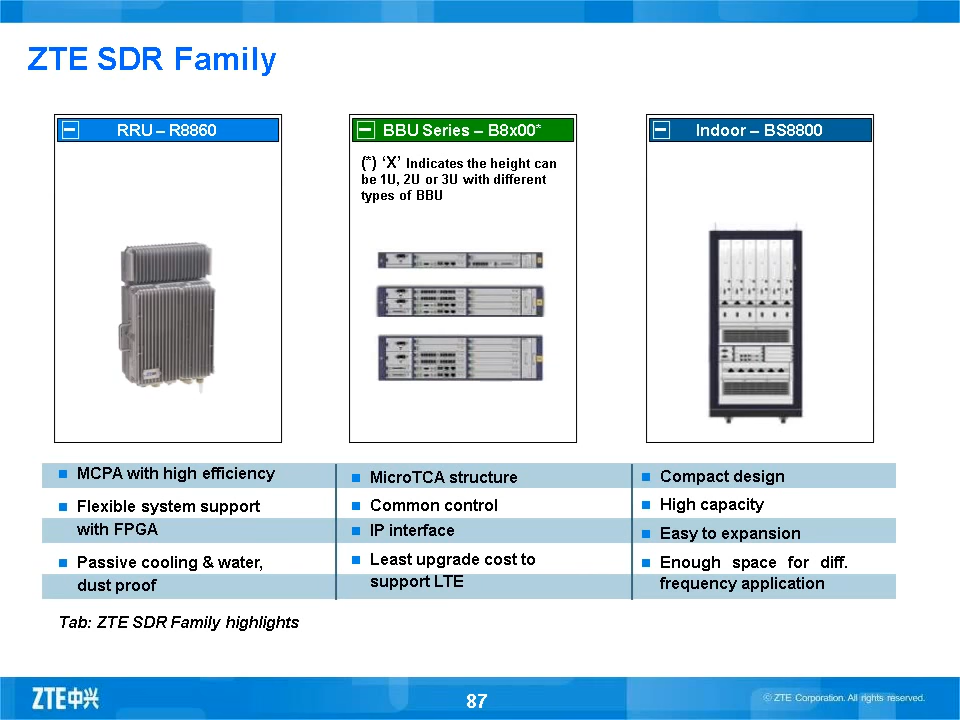 ZTE SDR Family
RRU – R8860
BBU Series – B8x00*
(*) ‘X’ Indicates the height can
be 1U, 2U or 3U with different
types of BBU
Indoor – BS8800
MCPA with high efficiency
Flexible system support
with FPGA
Passive cooling & water,
dust proof
MicroTCA structure
Common control
IP interface
Least upgrade cost to
support LTE
Compact design
High capacity
Easy to expansion
Enough space for diff.
frequency application
Tab: ZTE SDR Family highlights
ZTE中兴
87
© ZTE Corporation. All rights reserved.